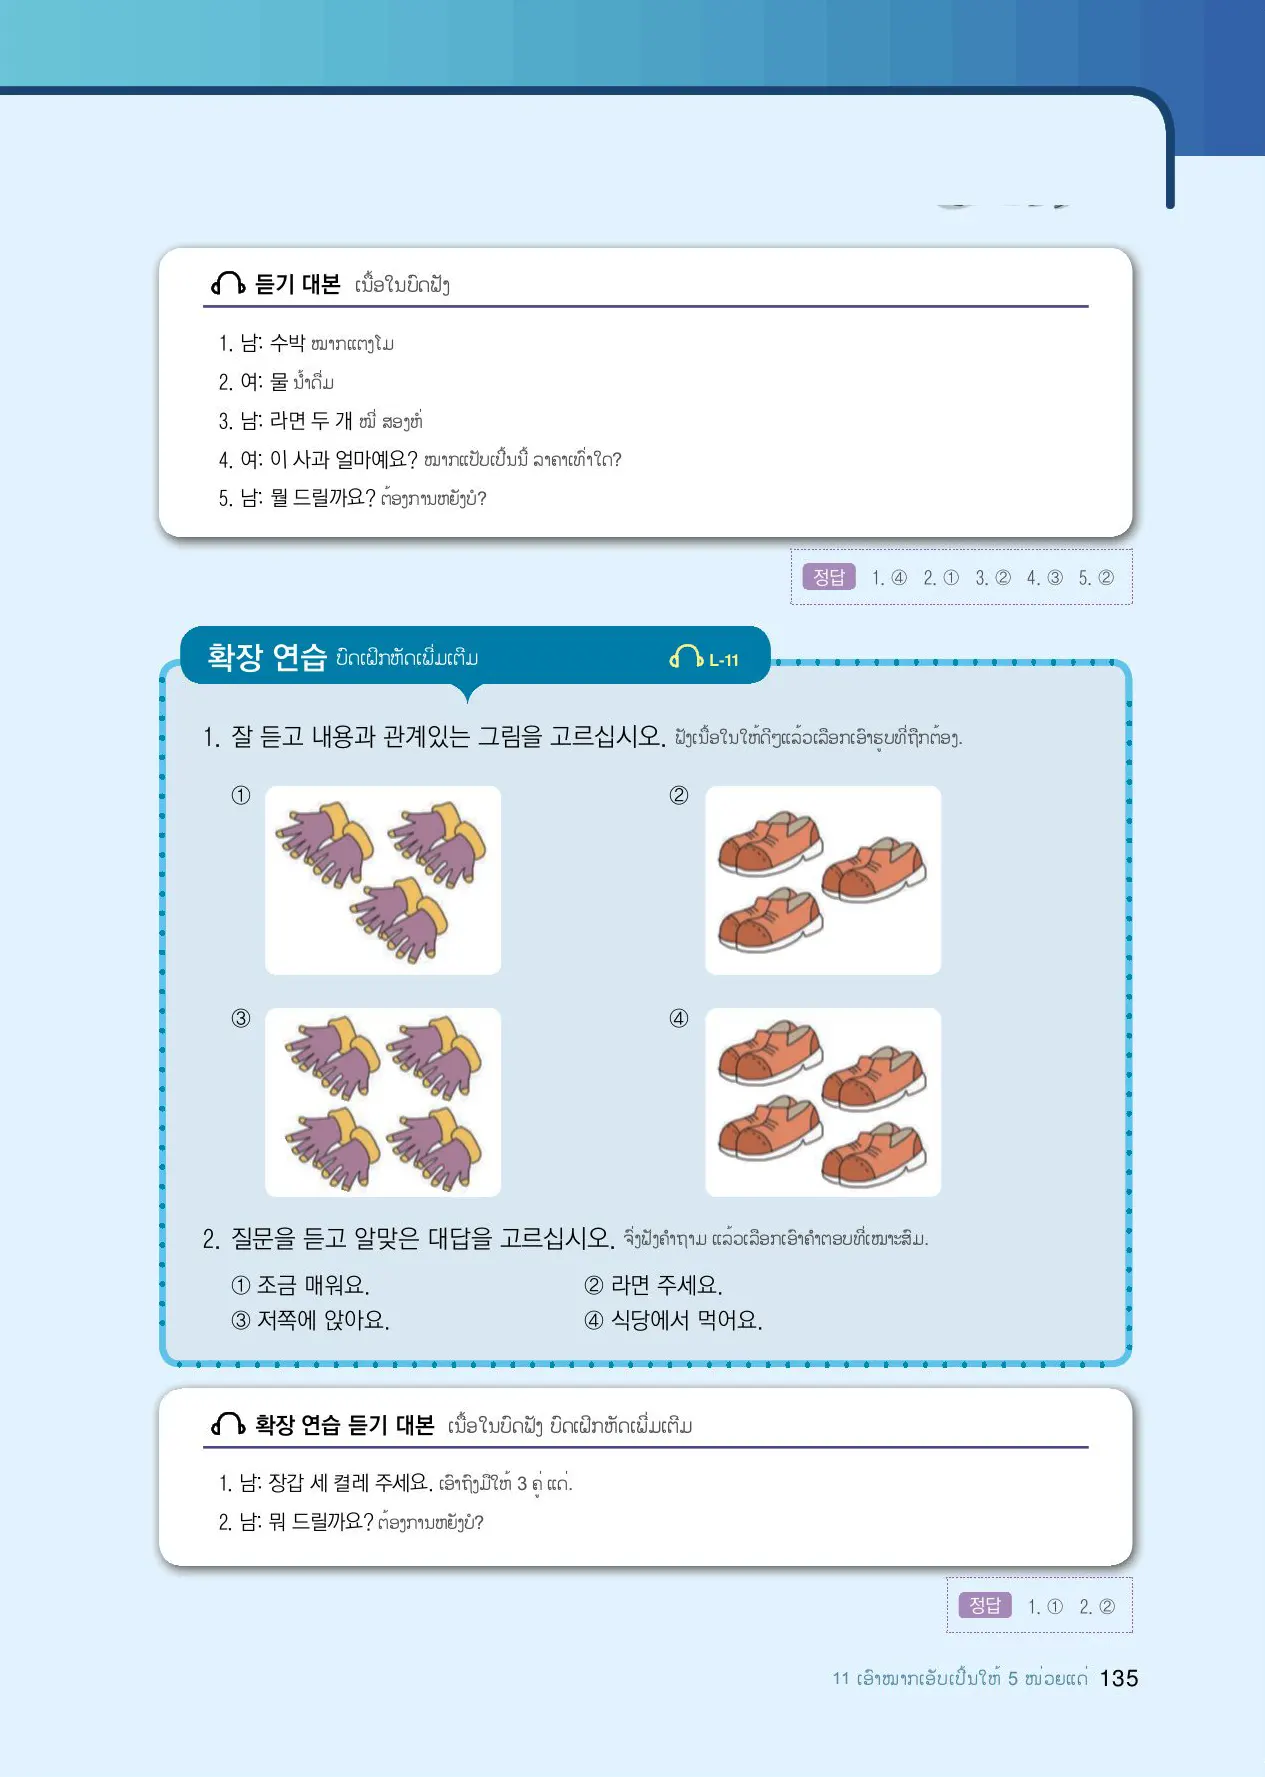 듣기 대본 ເນື້ອໃນບົດຟັງ
1. 남: 수박 ໝາກແຕງໂມ
2. 여: 물 ນ້ຳດື່ມ
3. 남: 라면 두 개 ໝີ່ ສອງຫໍ່
4. 여: 이 사과 얼마예요? ໝາກແປັບເປີ້ນນີ້ ລາຄາເທົ່າໃດ?
5. 남: 뭘 드릴까요? ຕ້ອງການຫຍັງບໍ?
정답 1. ④ 2. ① 3. ② 4. ③ 5. ②
확장 연습 ບົດເຝິກຫັດເພີ່ມເຕີມ L-11
1. 잘 듣고 내용과 관계있는 그림을 고르십시오. ຟັງເນື້ອໃນໃຫ້ດີໆແລ້ວເລືອກເອົາຮູບທີ່ຖືກຕ້ອງ.
① ②
③ ④
2. 질문을 듣고 알맞은 대답을 고르십시오. ຈົ່ງຟັງຄຳຖາມ ແລ້ວເລືອກເອົາຄຳຕອບທີ່ເໝາະສົມ.
① 조금 매워요. ② 라면 주세요.
③ 저쪽에 앉아요. ④ 식당에서 먹어요.
확장 연습 듣기 대본 ເນື້ອໃນບົດຟັງ ບົດເຝິກຫັດເພີ່ມເຕີມ
1. 남: 장갑 세 켤레 주세요. ເອົາຖົງມືໃຫ້ 3 ຄູ່ ແດ່.
2. 남: 뭐 드릴까요? ຕ້ອງການຫຍັງບໍ?
정답 1. ① 2. ②
11 ເອົາໝາກເອັບເປິ້ນໃຫ້ 5 ໜ່ວຍແດ່ 135